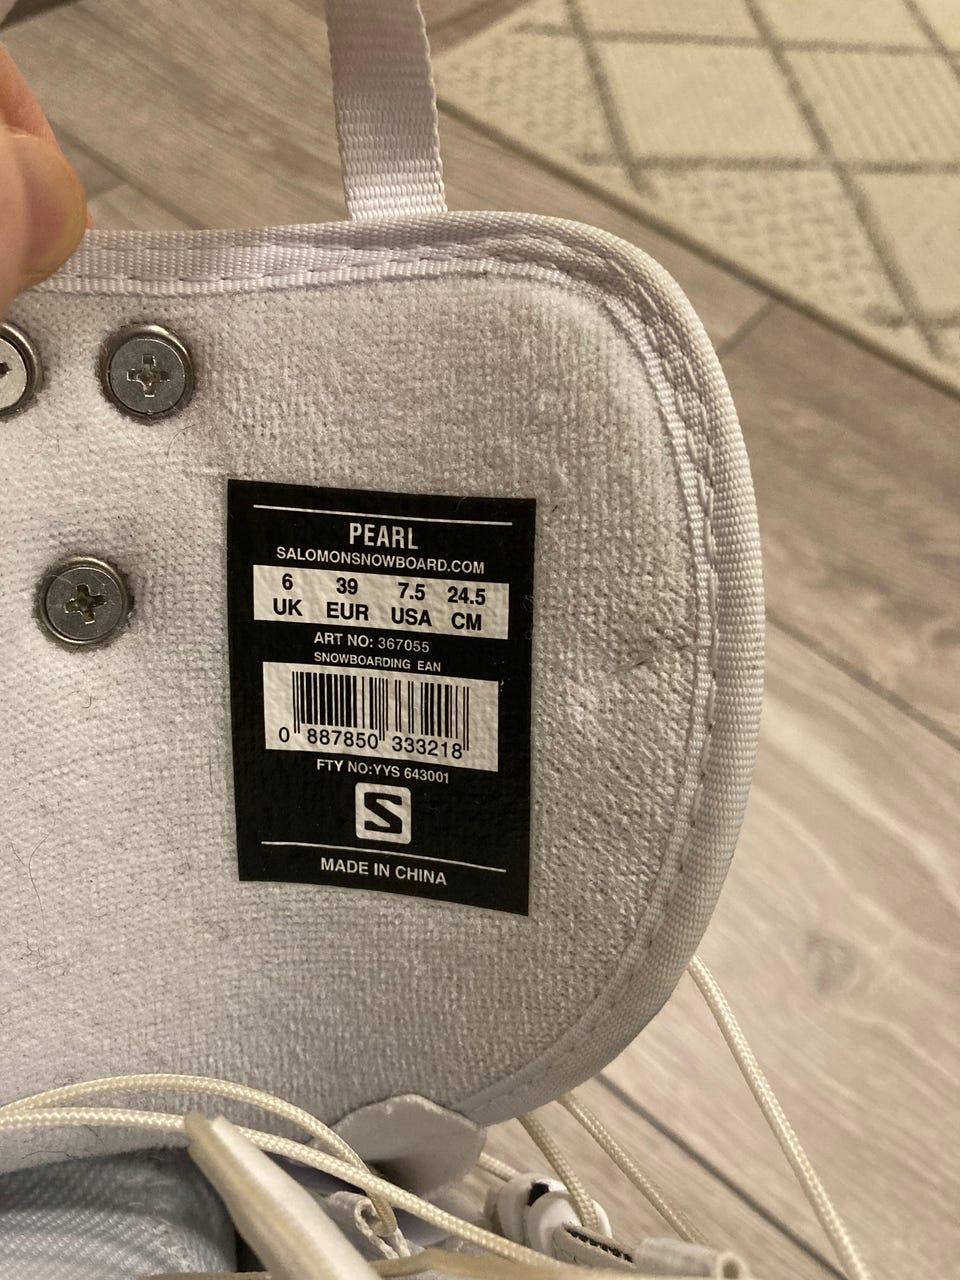 PEARL
SALOMONSNOWBOARD.COM
6 39 7.5 24.5
UK EUR USA CM
ART NO: 367055
SNOWBOARDING EAN
0 887850 333218
FTY NO:YYS 643001
S
MADE IN CHINA